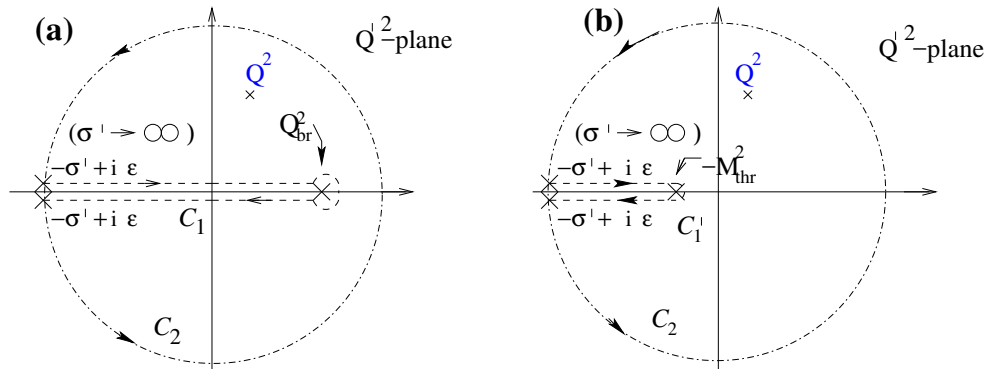 (a)
Q'²−plane
Q²
(σ' → ∞)
Q²br
−σ'+i ε
−σ'+i ε
C₁
C₂
(b)
Q'²−plane
Q²
(σ' → ∞)
−M²thr
−σ'+ i ε
−σ'+ i ε
C₁'
C₂